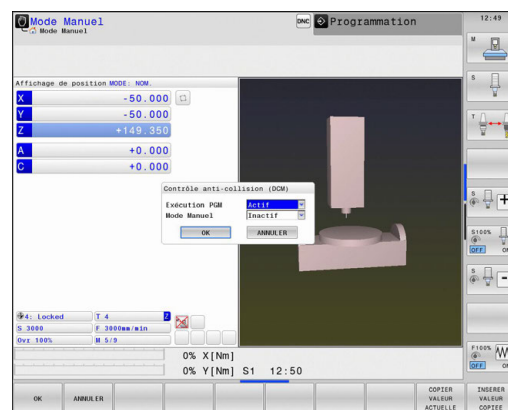 Mode Manuel
Mode Manuel
DNC
Programmation
12:49
M
Affichage de position MODE: NOM.
X -50.000
Y -50.000
Z +149.350
A +0.000
C +0.000
S
T
Contrôle anti-collision (DCM)
Exécution PGM Actif
Mode Manuel Inactif
OK ANNULER
S
S100%
OFF ON
S
4: Locked T 4 Z
S 3000 F 3000mm/min
Ovr 100% M 5/9
0% X[Nm]
0% Y[Nm] S1 12:50
F100%
OFF ON
OK
ANNULER
COPIER VALEUR ACTUELLE
INSERER VALEUR COPIEE